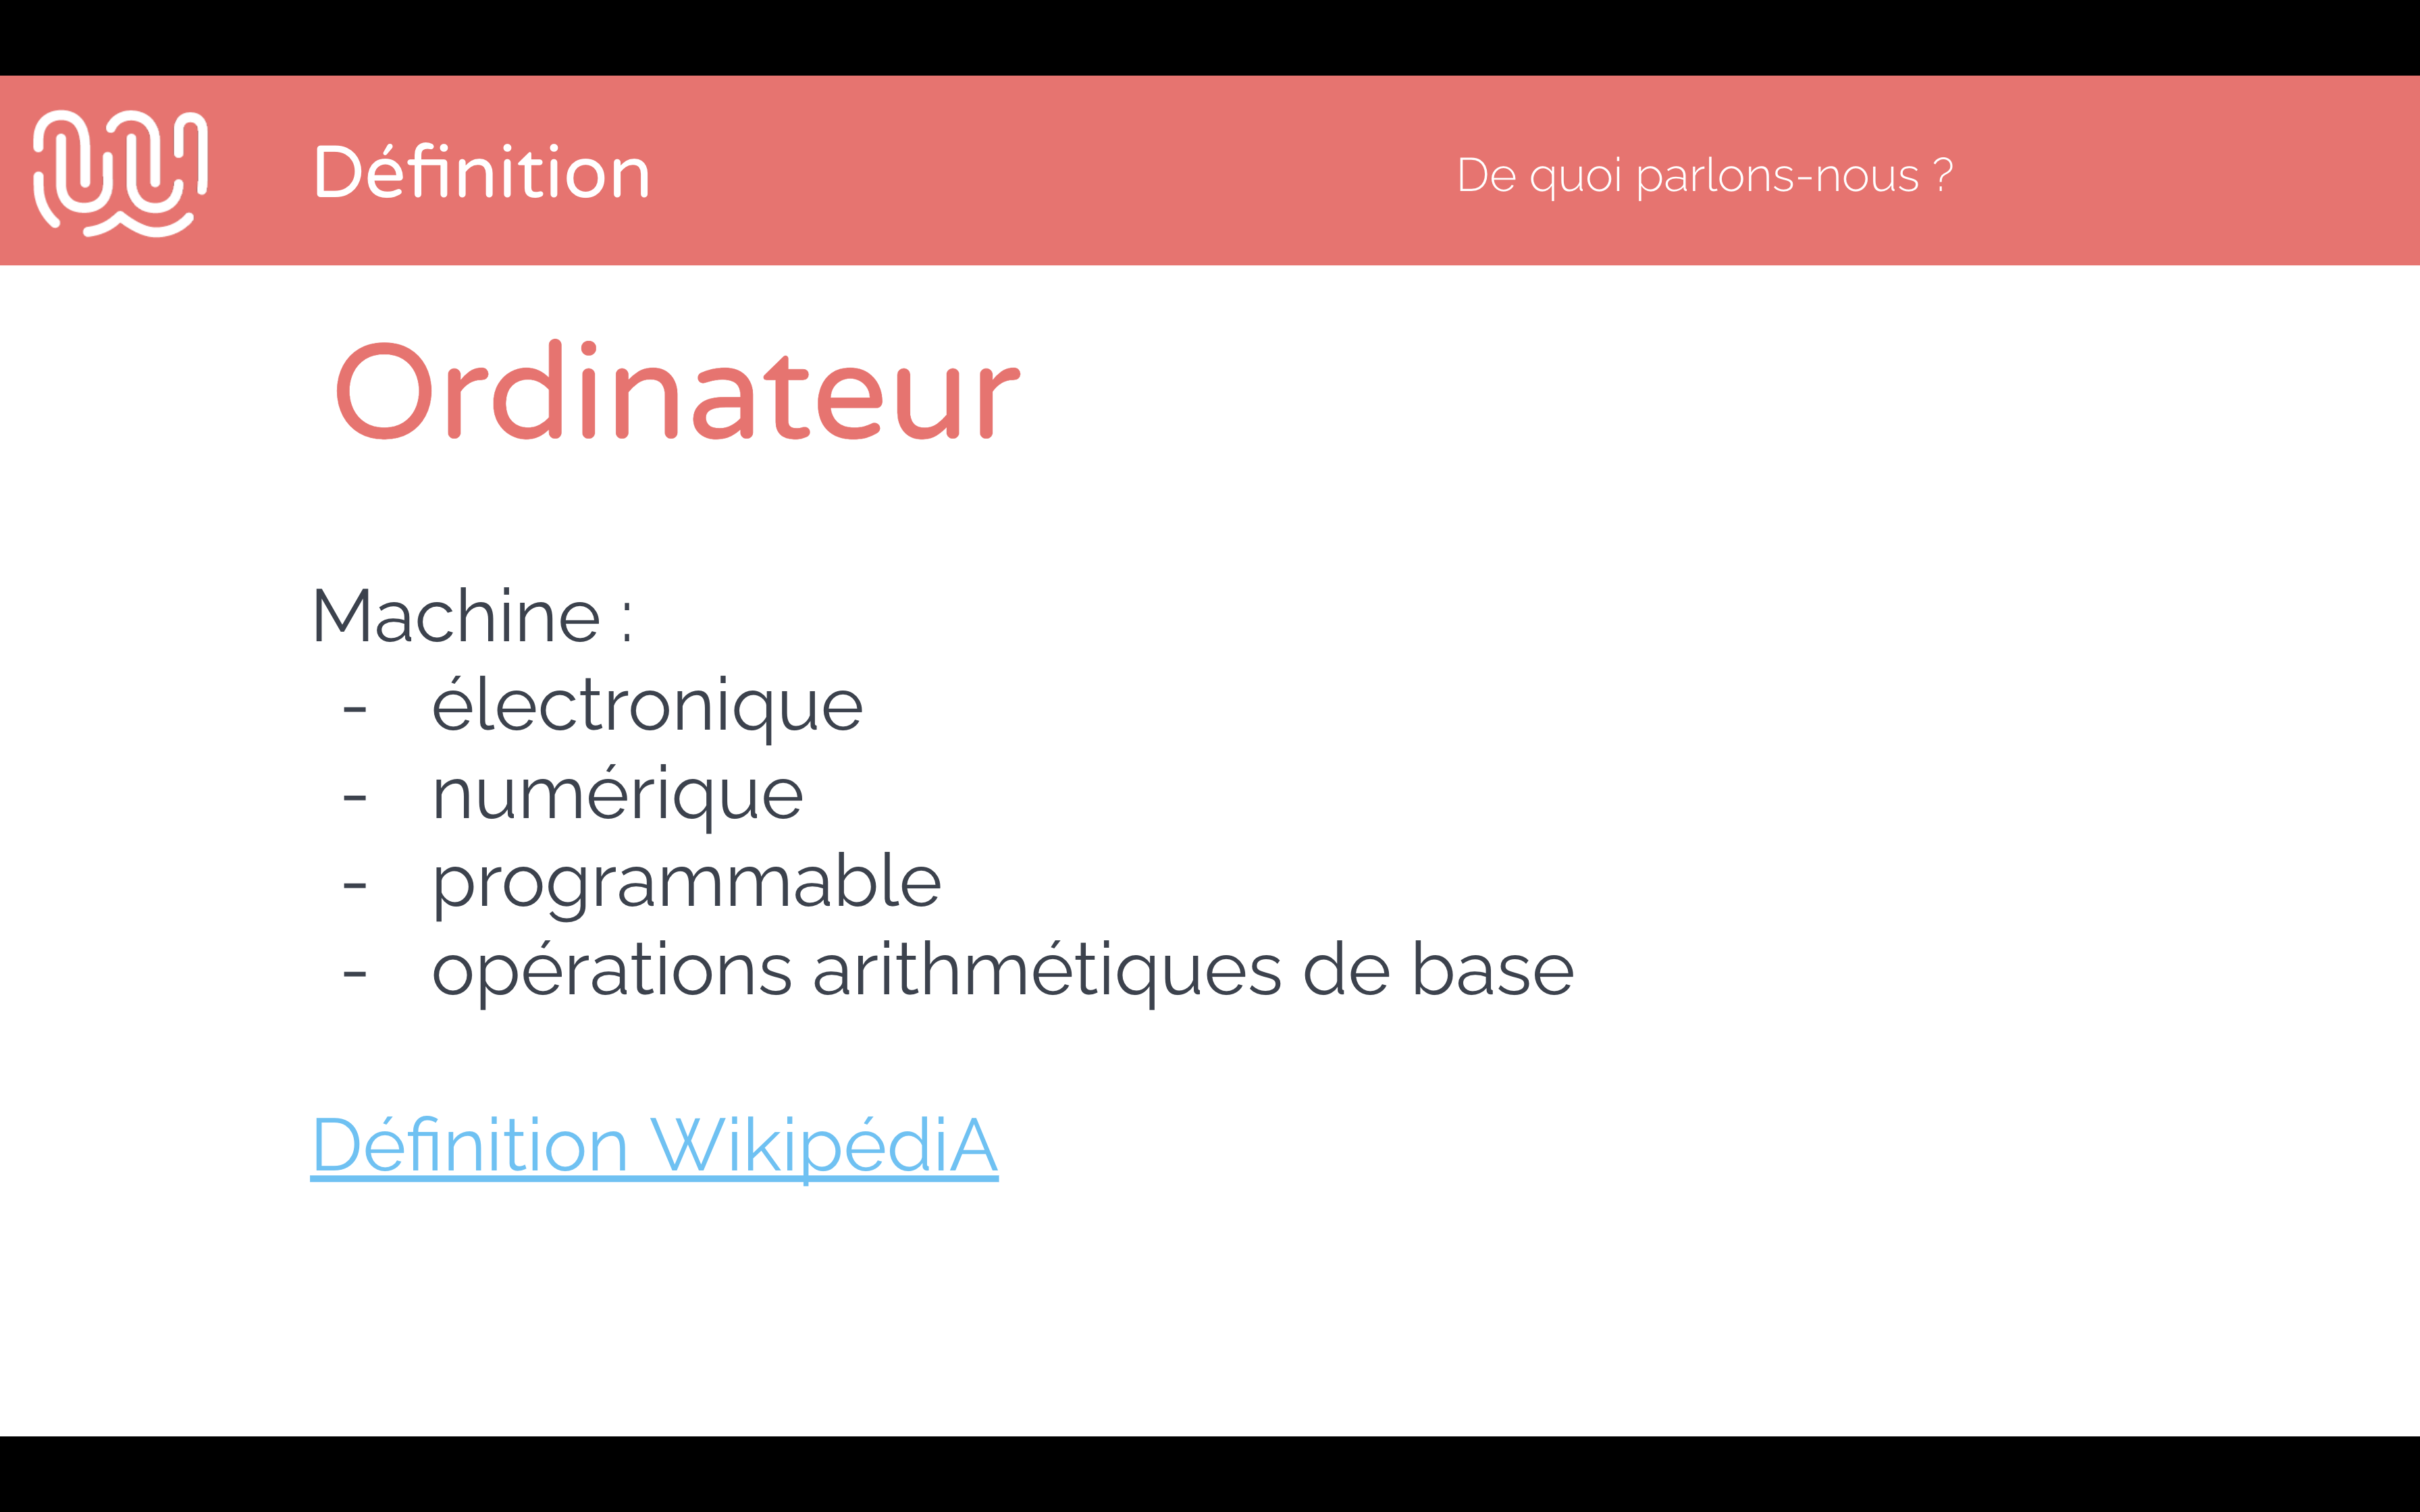 Définition
De quoi parlons-nous ?
Ordinateur
Machine :
- électronique
- numérique
- programmable
- opérations arithmétiques de base
Définition WikipédiA